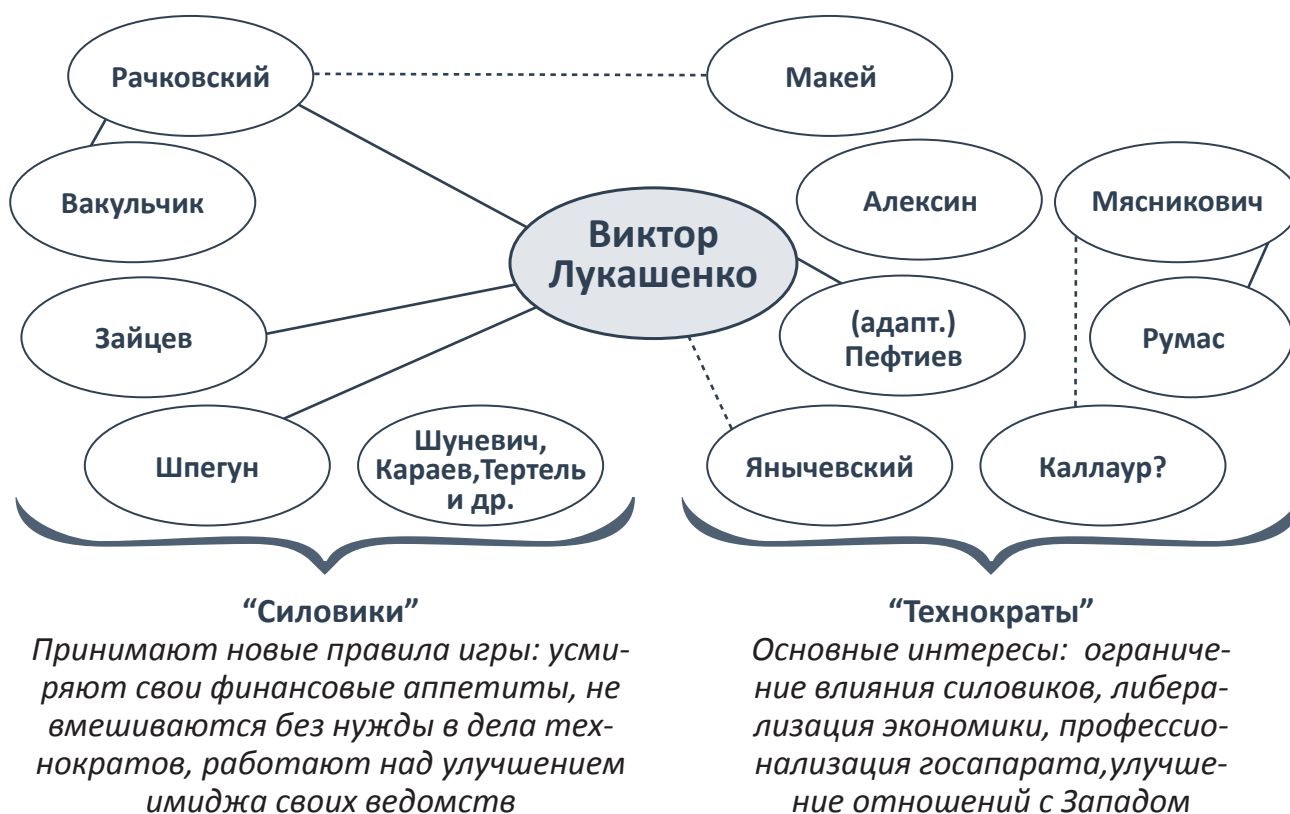 Рачковский
Макей
Вакульчик
Алексин
Мясникович
Виктор
Лукашенко
Зайцев
(адапт.)
Пефтиев
Румас
Шпегун
Шуневич,
Караев,Тертель
и др.
Янычевский
Каллаур?
“Силовики”
Принимают новые правила игры: усми-
ряют свои финансовые аппетиты, не
вмешиваются без нужды в дела тех-
нократов, работают над улучшением
имиджа своих ведомств
“Технократы”
Основные интересы: ограниче-
ние влияния силовиков, либера-
лизация экономики, профессио-
нализация госапарата,улучше-
ние отношений с Западом